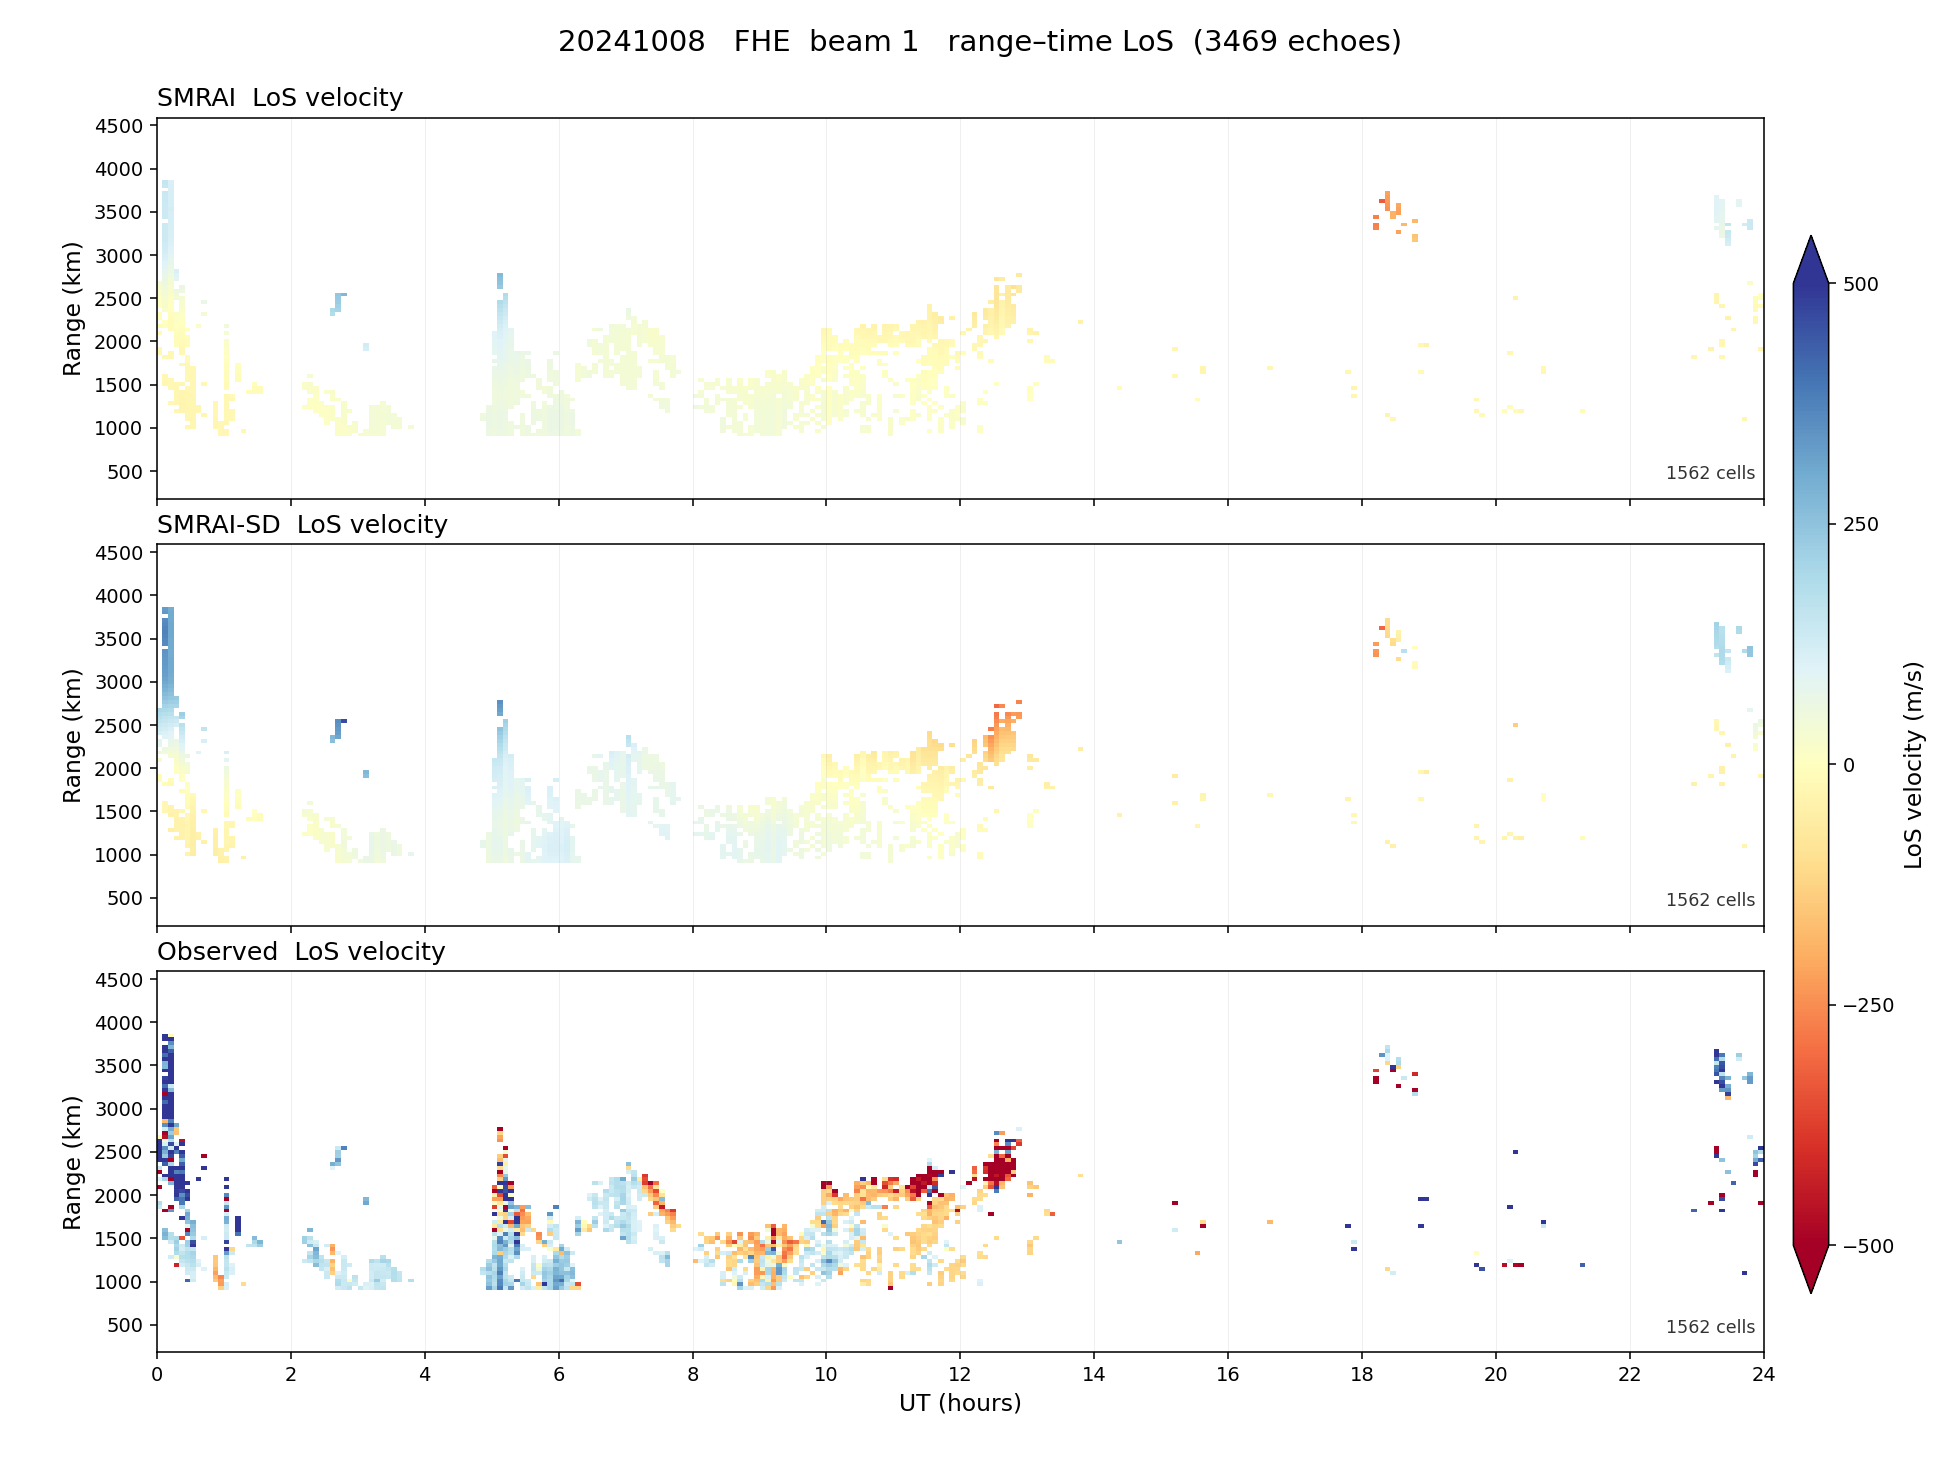 20241008   FHE  beam 1   range–time LoS  (3469 echoes)
SMRAI  LoS velocity
4500
4000
3500
3000
2500
2000
1500
1000
500
Range (km)
1562 cells
SMRAI-SD  LoS velocity
4500
4000
3500
3000
2500
2000
1500
1000
500
Range (km)
1562 cells
Observed  LoS velocity
4500
4000
3500
3000
2500
2000
1500
1000
500
Range (km)
1562 cells
0 2 4 6 8 10 12 14 16 18 20 22 24
UT (hours)
500
250
0
−250
−500
LoS velocity (m/s)